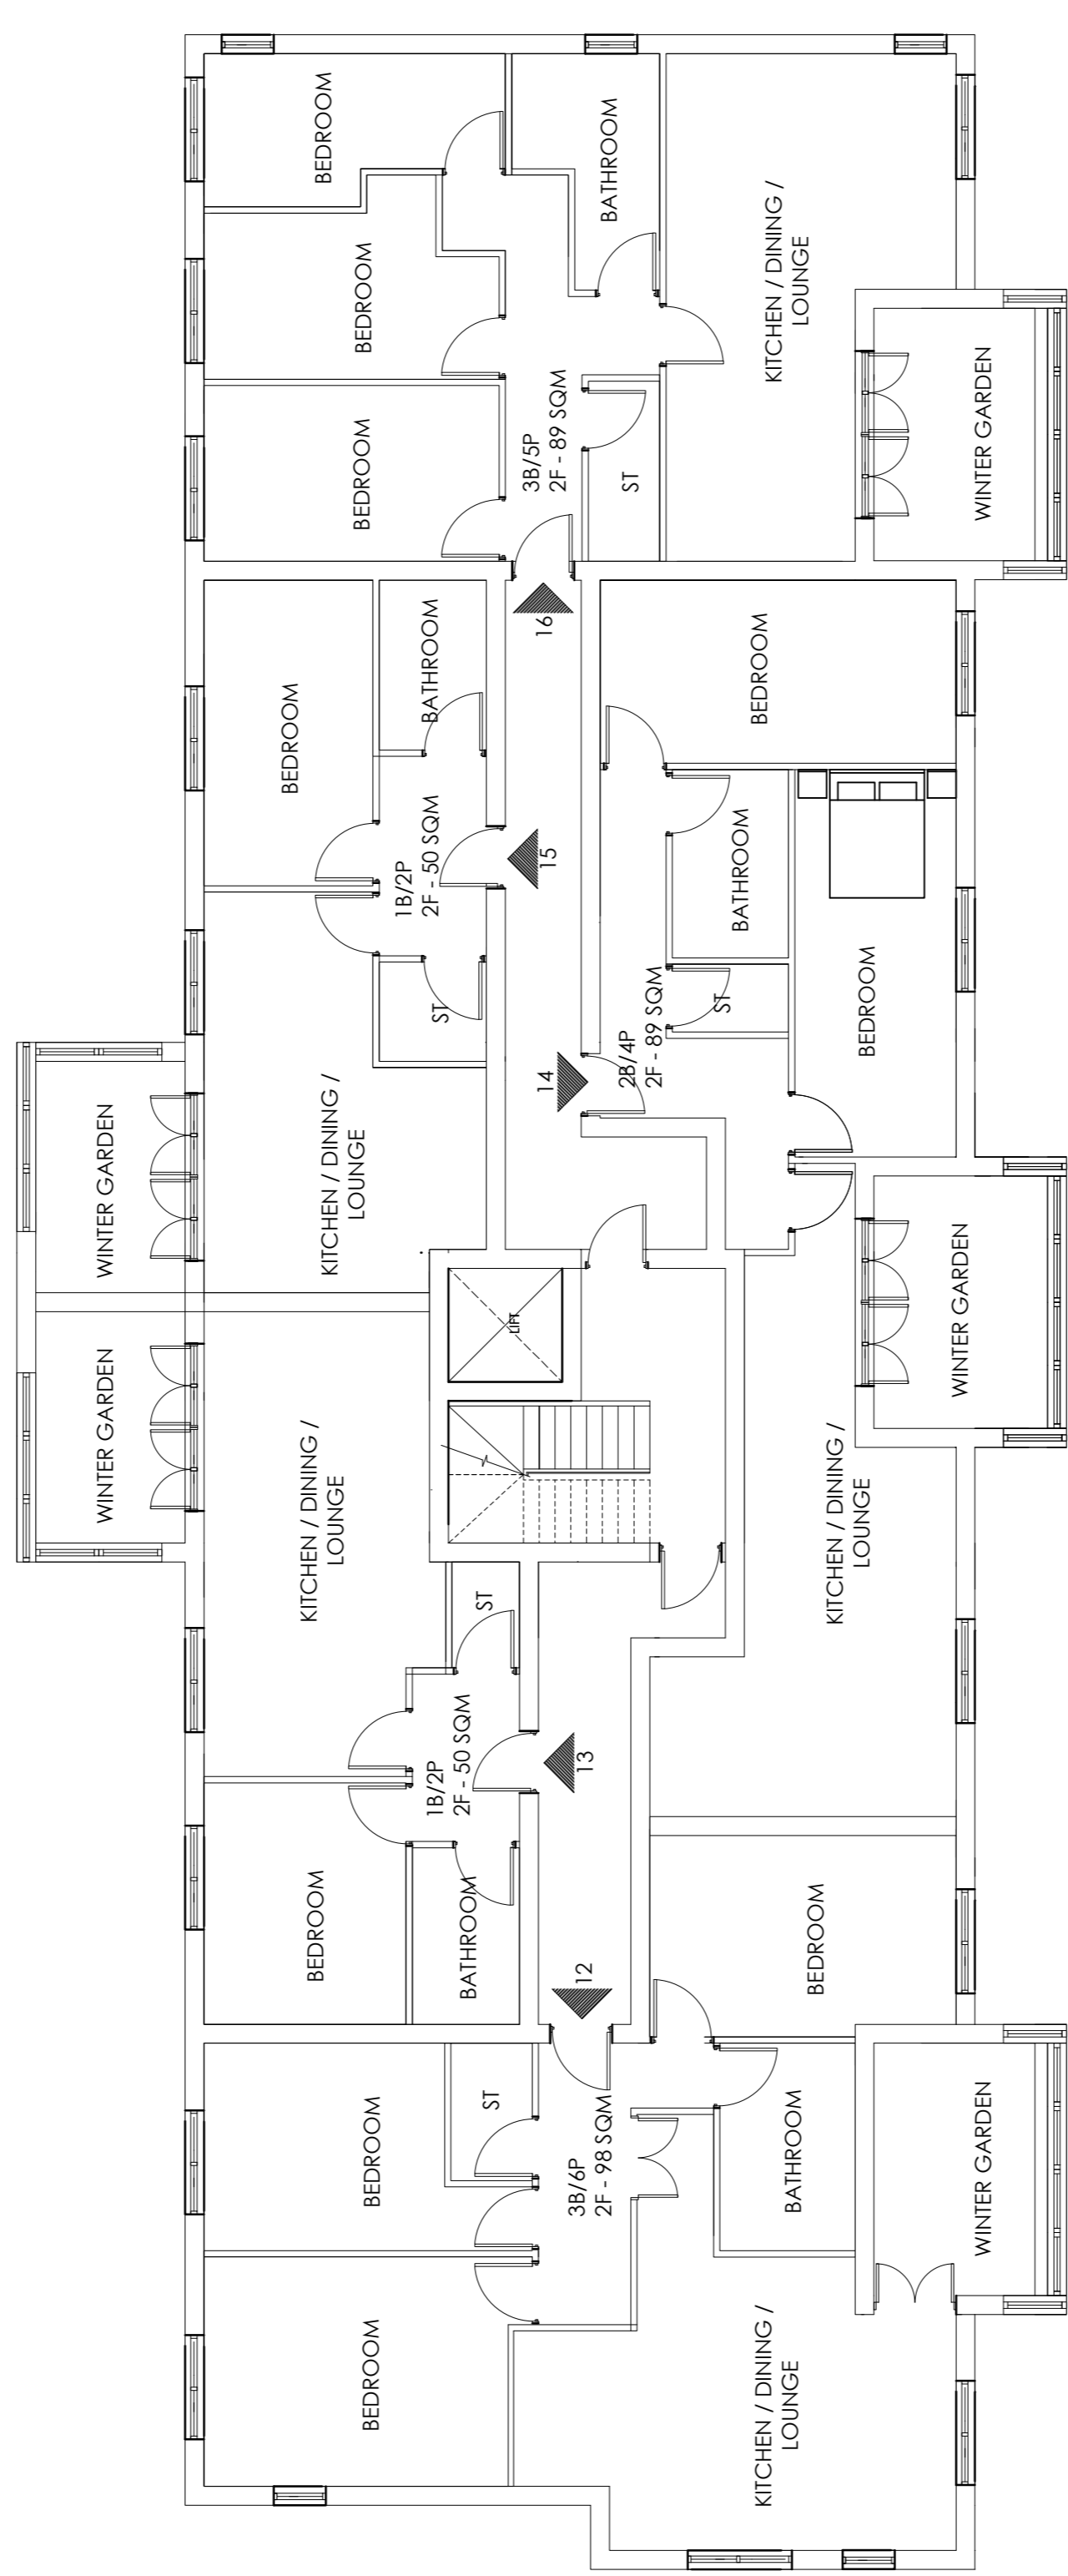 BEDROOM
BATHROOM
KITCHEN / DINING /
LOUNGE
BEDROOM
BEDROOM
3B/5P
2F - 89 SQM
ST
WINTER GARDEN
16
BEDROOM
BATHROOM
1B/2P
2F - 50 SQM
15
ST
KITCHEN / DINING /
LOUNGE
WINTER GARDEN
BEDROOM
BATHROOM
BEDROOM
ST
2B/4P
2F - 89 SQM
14
KITCHEN / DINING /
LOUNGE
WINTER GARDEN
LIFT
WINTER GARDEN
KITCHEN / DINING /
LOUNGE
ST
1B/2P
2F - 50 SQM
13
BEDROOM
BATHROOM
12
BEDROOM
BEDROOM
ST
3B/6P
2F - 98 SQM
BATHROOM
WINTER GARDEN
BEDROOM
KITCHEN / DINING /
LOUNGE